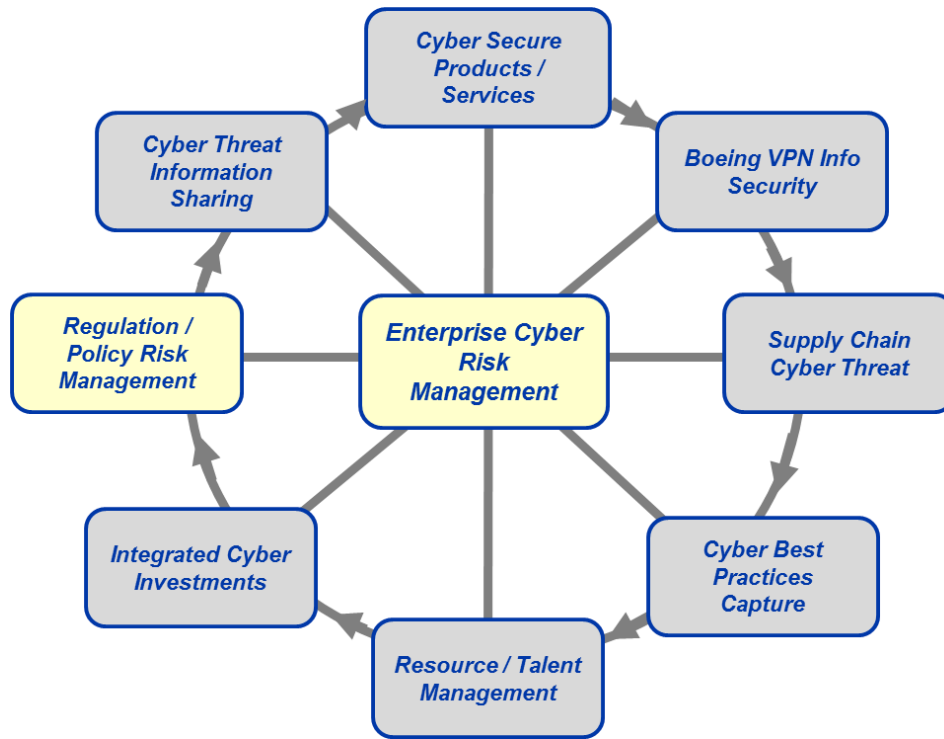 Cyber Secure
Products /
Services
Boeing VPN Info
Security
Supply Chain
Cyber Threat
Cyber Best
Practices
Capture
Resource / Talent
Management
Integrated Cyber
Investments
Regulation /
Policy Risk
Management
Cyber Threat
Information
Sharing
Enterprise Cyber
Risk
Management